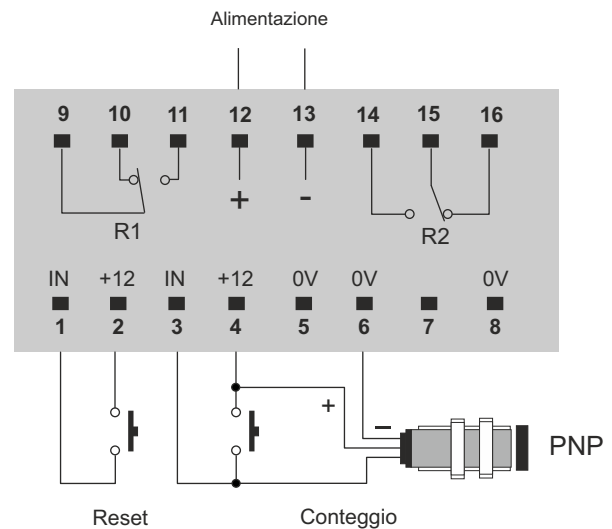 Alimentazione
9 10 11 12 13 14 15 16
+ -
R1 R2
IN +12 IN +12 0V 0V 0V
1 2 3 4 5 6 7 8
+ −
PNP
Reset Conteggio